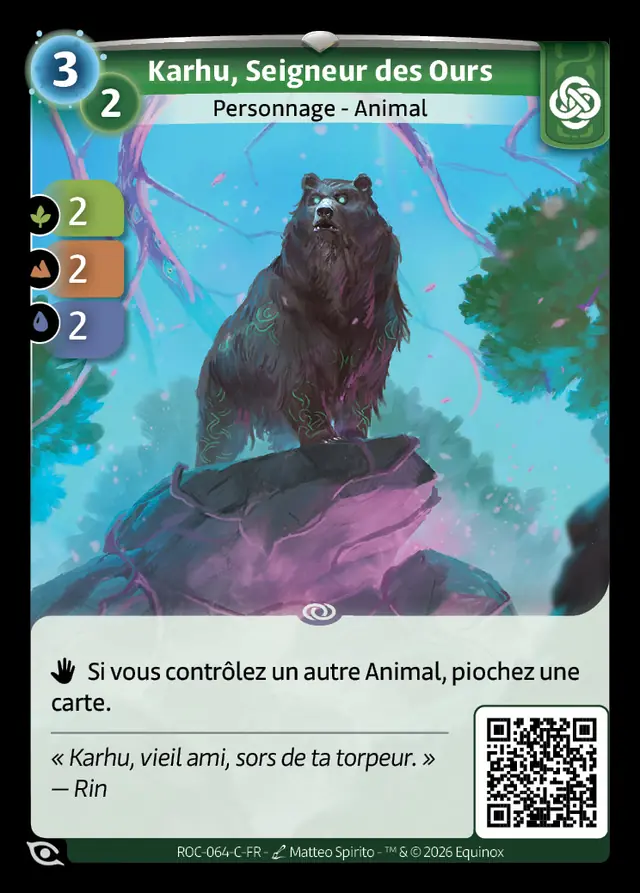 3
Karhu, Seigneur des Ours
2
Personnage - Animal
2
2
2
Si vous contrôlez un autre Animal, piochez une
carte.
« Karhu, vieil ami, sors de ta torpeur. »
— Rin
ROC-064-C-FR - Matteo Spirito - ™ & © 2026 Equinox